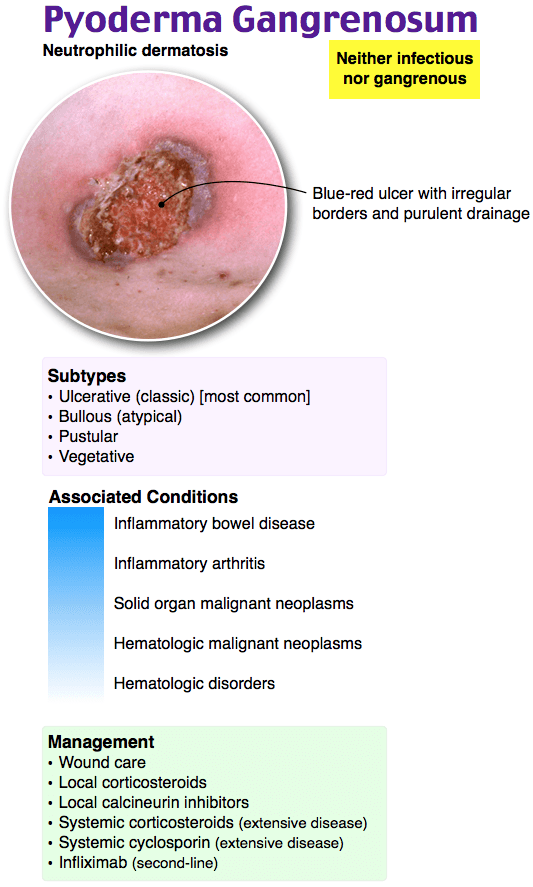 Pyoderma Gangrenosum
Neutrophilic dermatosis
Neither infectious
nor gangrenous
Blue-red ulcer with irregular
borders and purulent drainage
Subtypes
• Ulcerative (classic) [most common]
• Bullous (atypical)
• Pustular
• Vegetative
Associated Conditions
Inflammatory bowel disease
Inflammatory arthritis
Solid organ malignant neoplasms
Hematologic malignant neoplasms
Hematologic disorders
Management
• Wound care
• Local corticosteroids
• Local calcineurin inhibitors
• Systemic corticosteroids (extensive disease)
• Systemic cyclosporin (extensive disease)
• Infliximab (second-line)